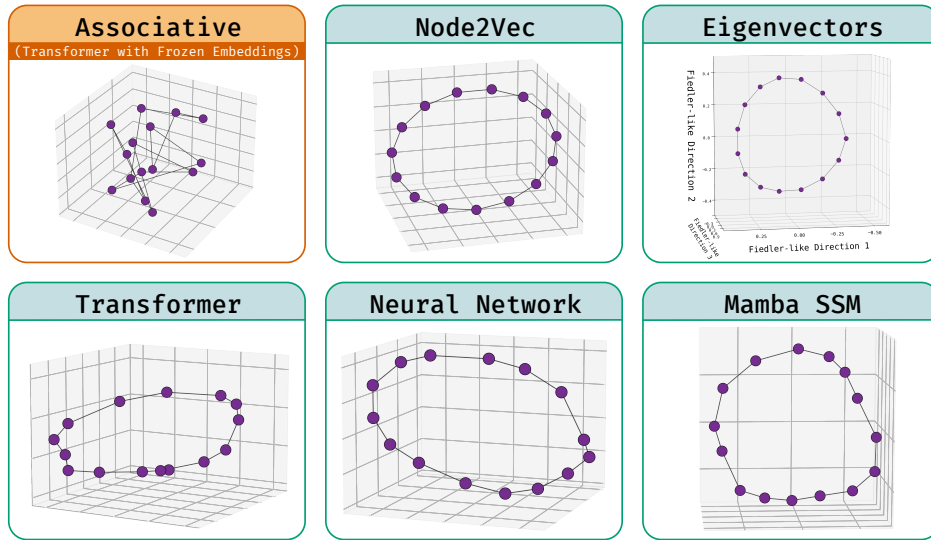 Associative
(Transformer with Frozen Embeddings)
Node2Vec
Eigenvectors
Fiedler-like Direction 2
0.4
0.2
0.0
-0.2
-0.4
Fiedler-like
Direction 3
0.25
0.00
-0.25
-0.50
Fiedler-like Direction 1
Transformer
Neural Network
Mamba SSM